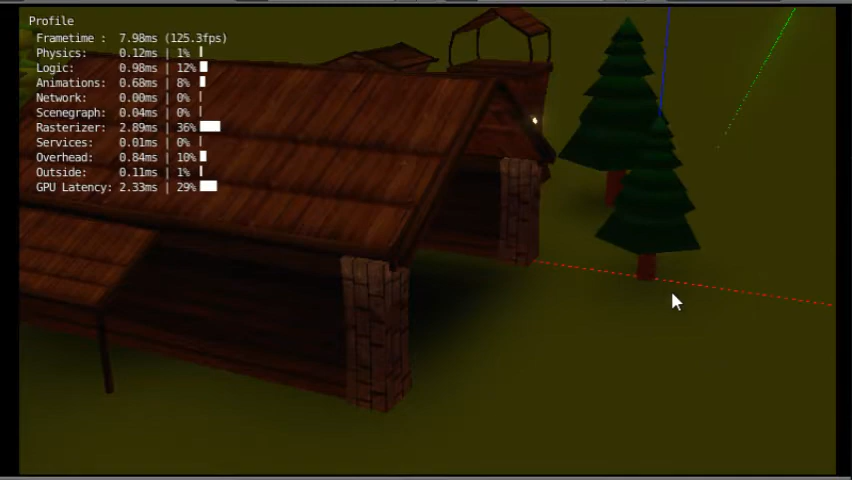 Profile
Frametime : 7.98ms (125.3fps)
Physics: 0.12ms | 1%
Logic: 0.98ms | 12%
Animations: 0.68ms | 8%
Network: 0.00ms | 0%
Scenegraph: 0.04ms | 0%
Rasterizer: 2.89ms | 36%
Services: 0.01ms | 0%
Overhead: 0.84ms | 10%
Outside: 0.11ms | 1%
GPU Latency: 2.33ms | 29%